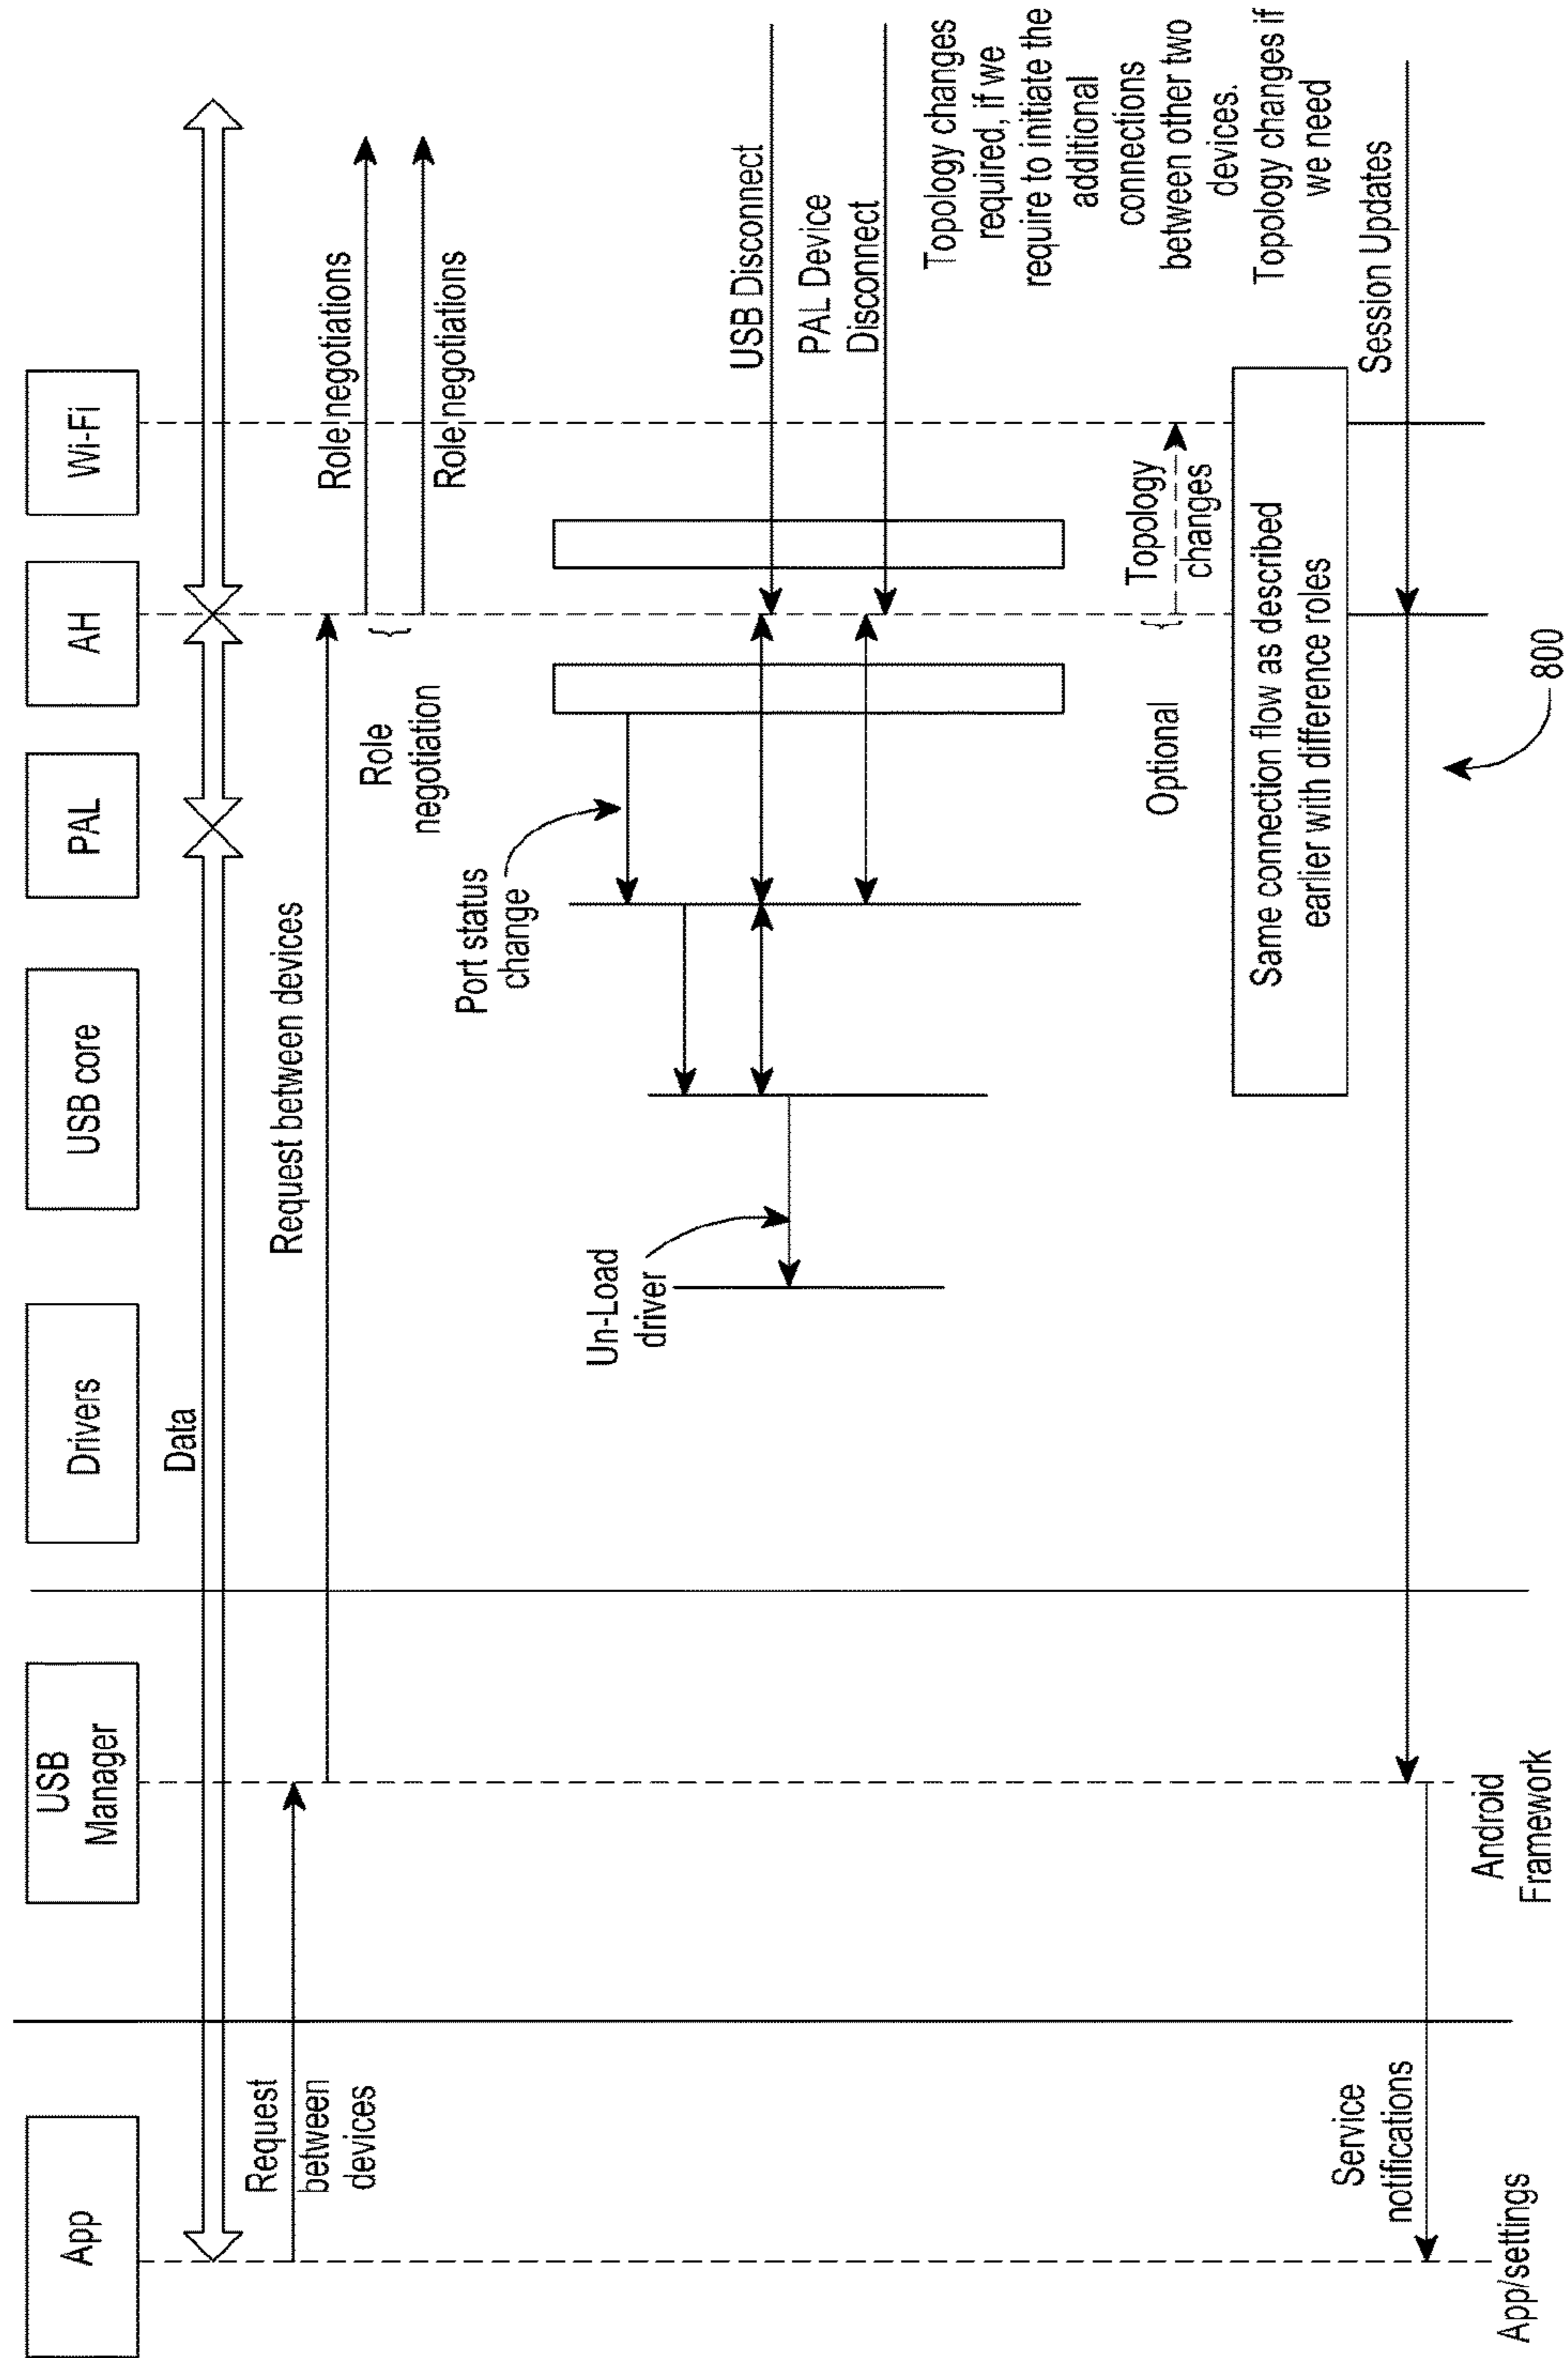 App
USB
Manager
Drivers
USB core
PAL
AH
Wi-Fi
Data
Request
between
devices
Request between devices
Role
negotiation
Role negotiations
Role negotiations
Port status
change
Un-Load
driver
USB Disconnect
PAL Device
Disconnect
Topology changes
required, if we
require to initiate the
additional
connections
between other two
devices.
Topology changes if
we need
Optional
Topology
changes
Same connection flow as described
earlier with difference roles
Session Updates
Service
notifications
App/settings
Android
Framework
800